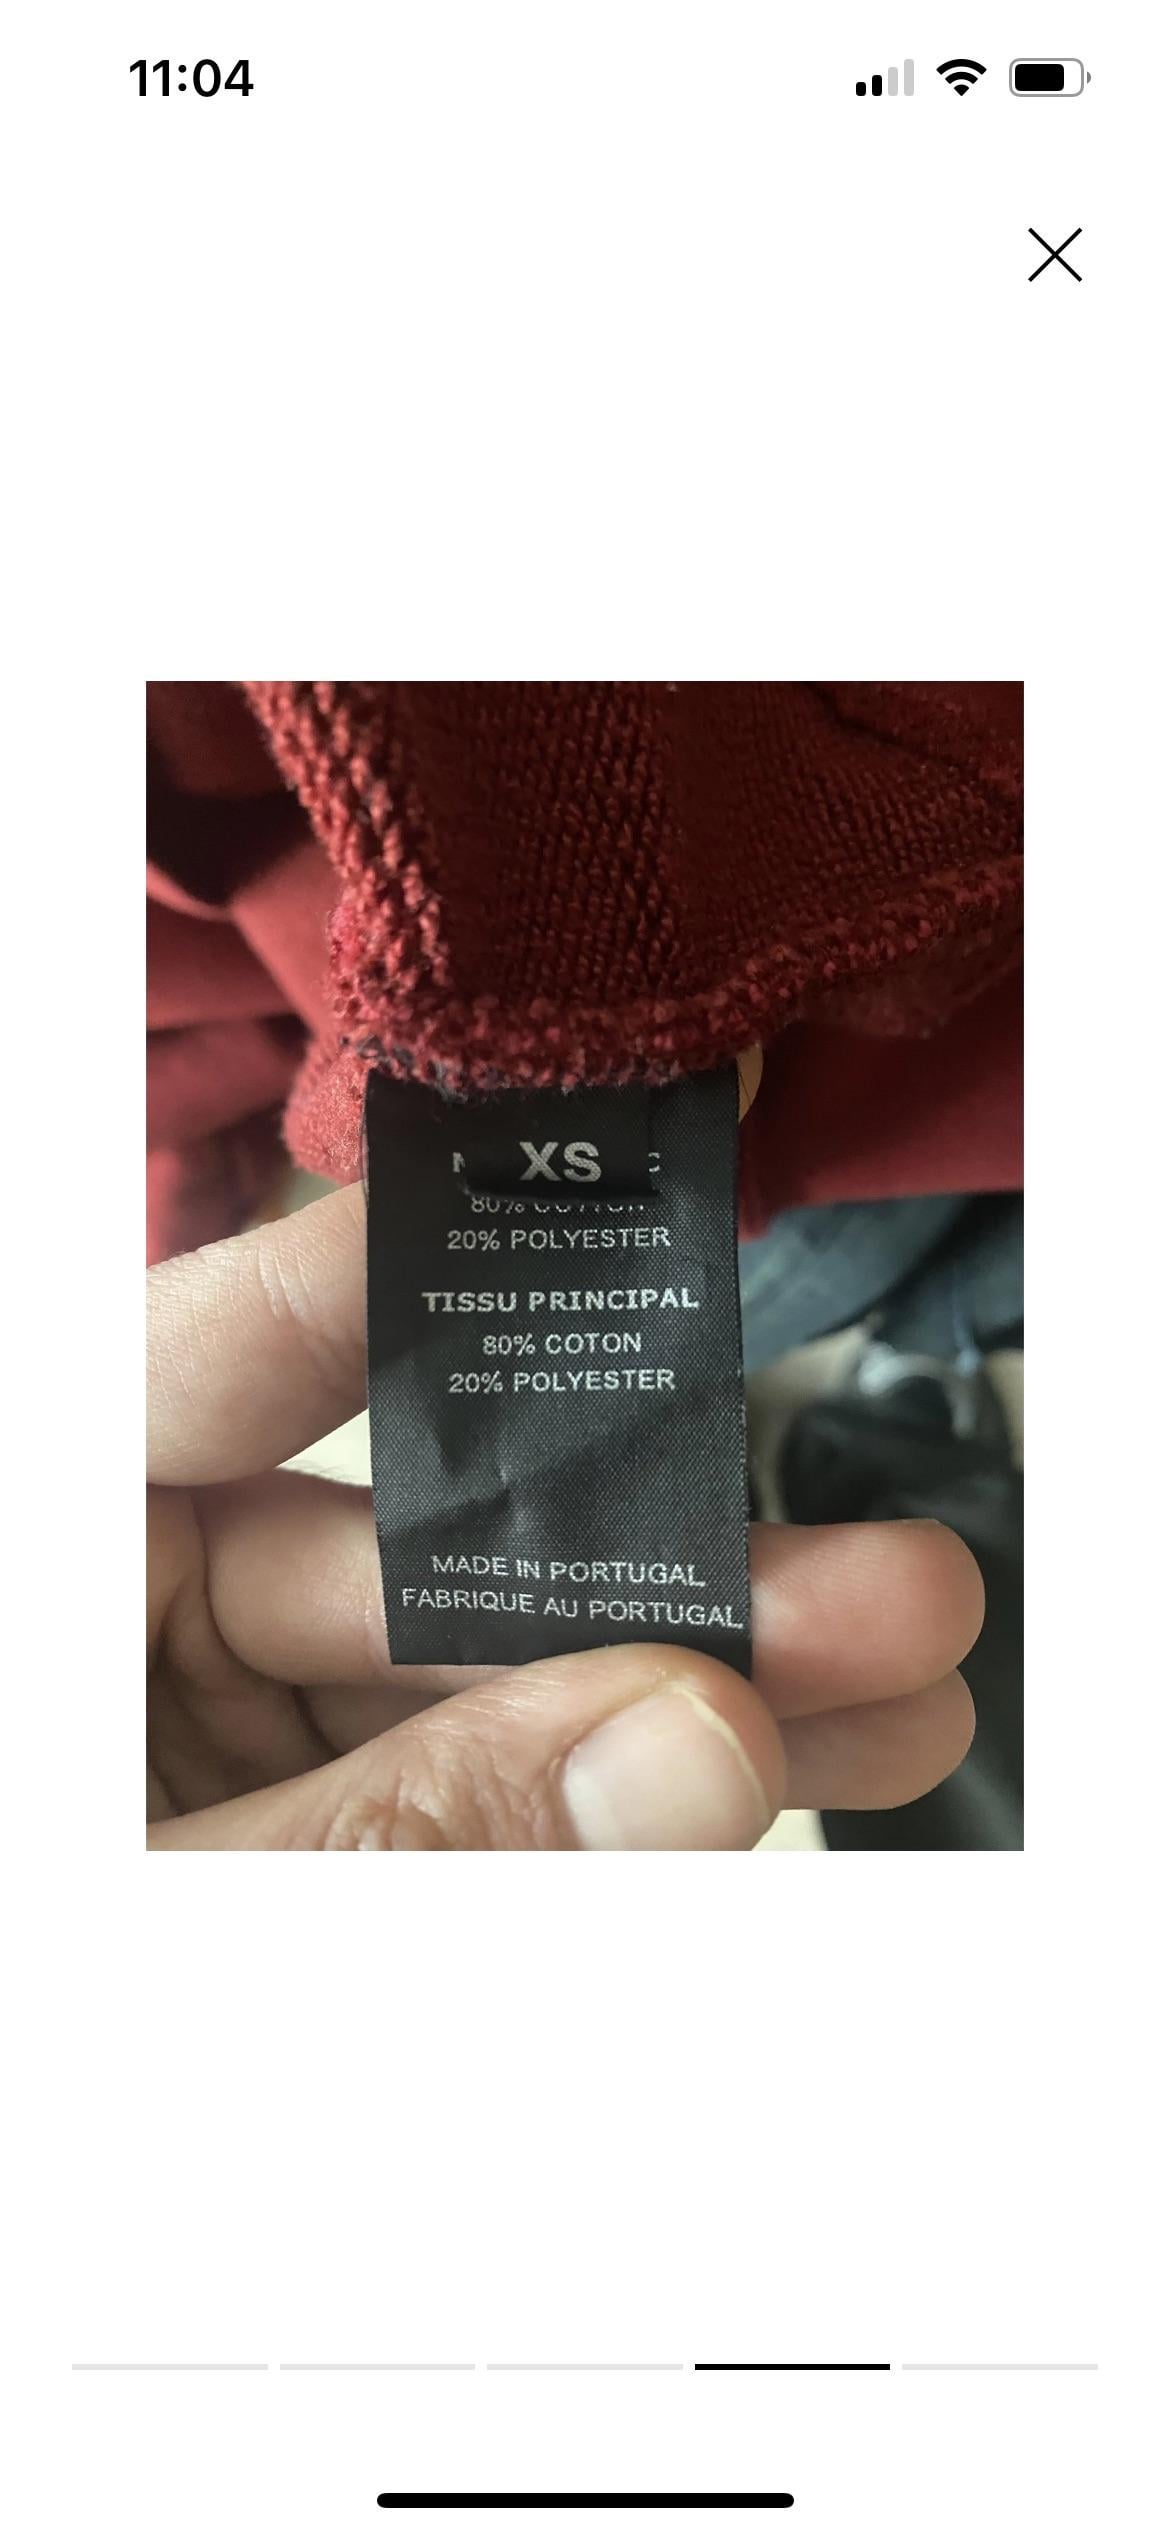 11:04
XS
20% POLYESTER
TISSU PRINCIPAL
80% COTON
20% POLYESTER
MADE IN PORTUGAL
FABRIQUE AU PORTUGAL